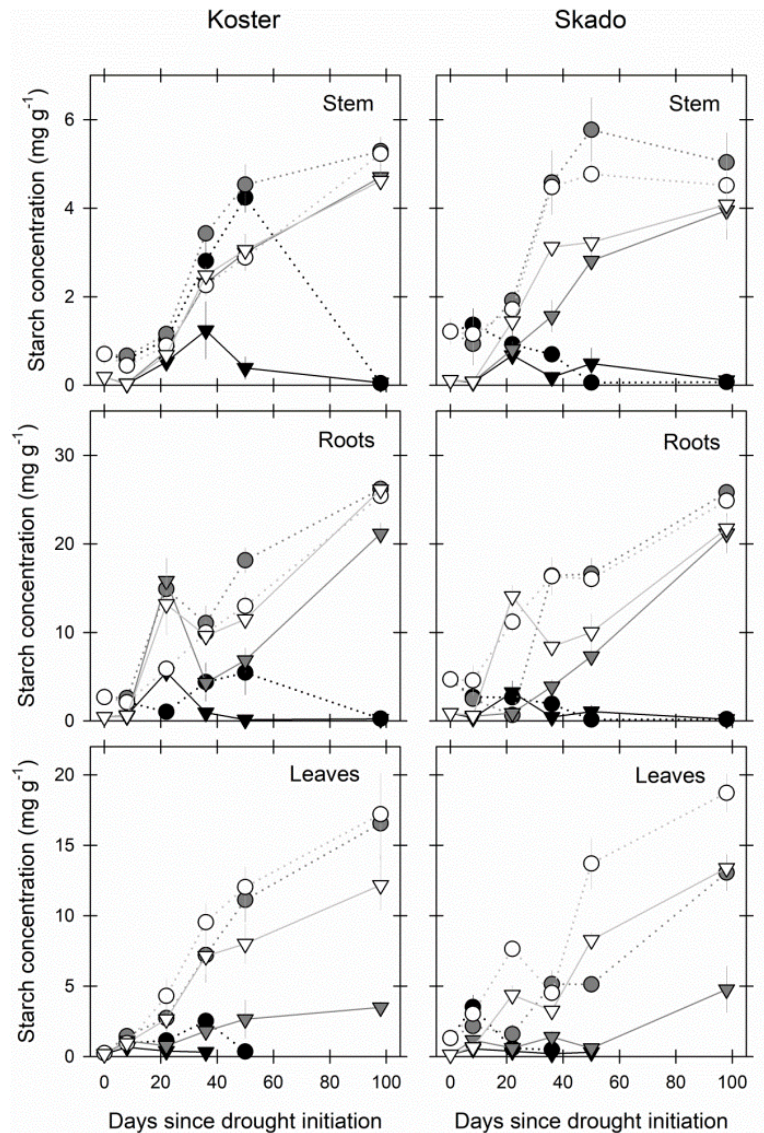 Koster Skado
Starch concentration (mg g⁻¹)
6
4
2
0
Stem
Stem
Starch concentration (mg g⁻¹)
30
20
10
0
Roots
Roots
Starch concentration (mg g⁻¹)
20
15
10
5
0
Leaves
Leaves
0 20 40 60 80 100 0 20 40 60 80 100
Days since drought initiation Days since drought initiation